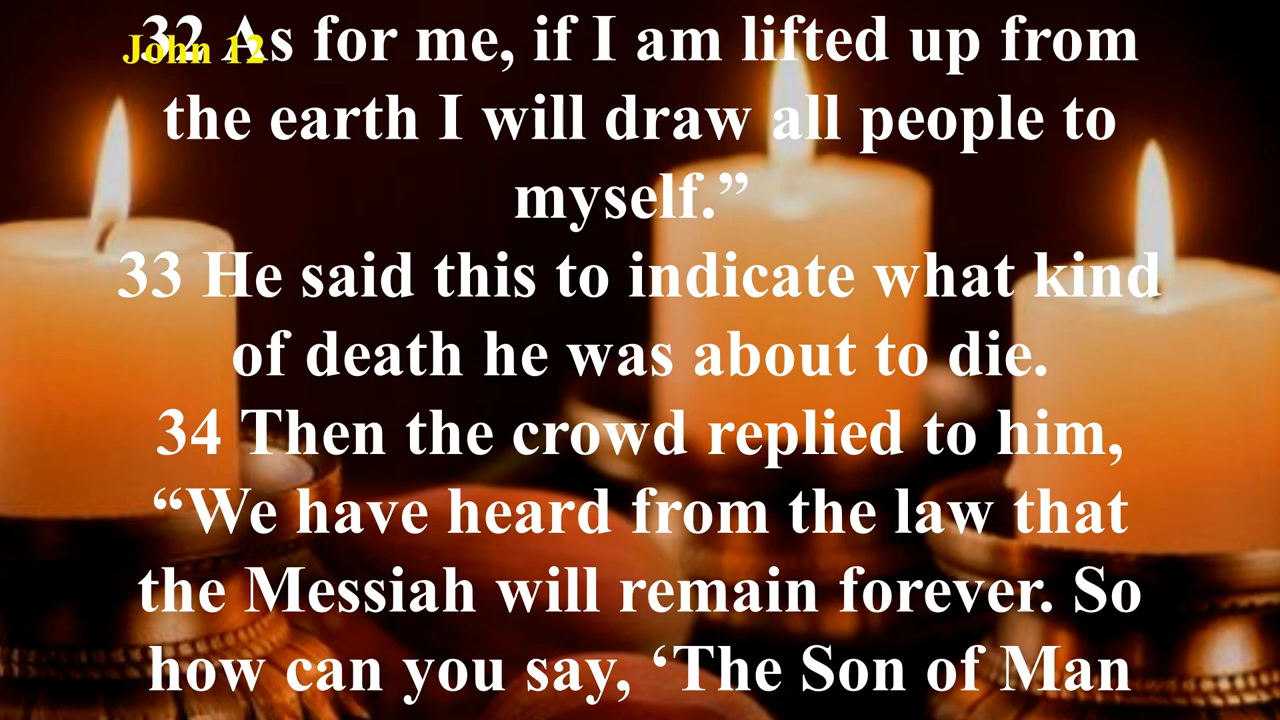 John 12
32 As for me, if I am lifted up from
the earth I will draw all people to
myself.”
33 He said this to indicate what kind
of death he was about to die.
34 Then the crowd replied to him,
“We have heard from the law that
the Messiah will remain forever. So
how can you say, ‘The Son of Man